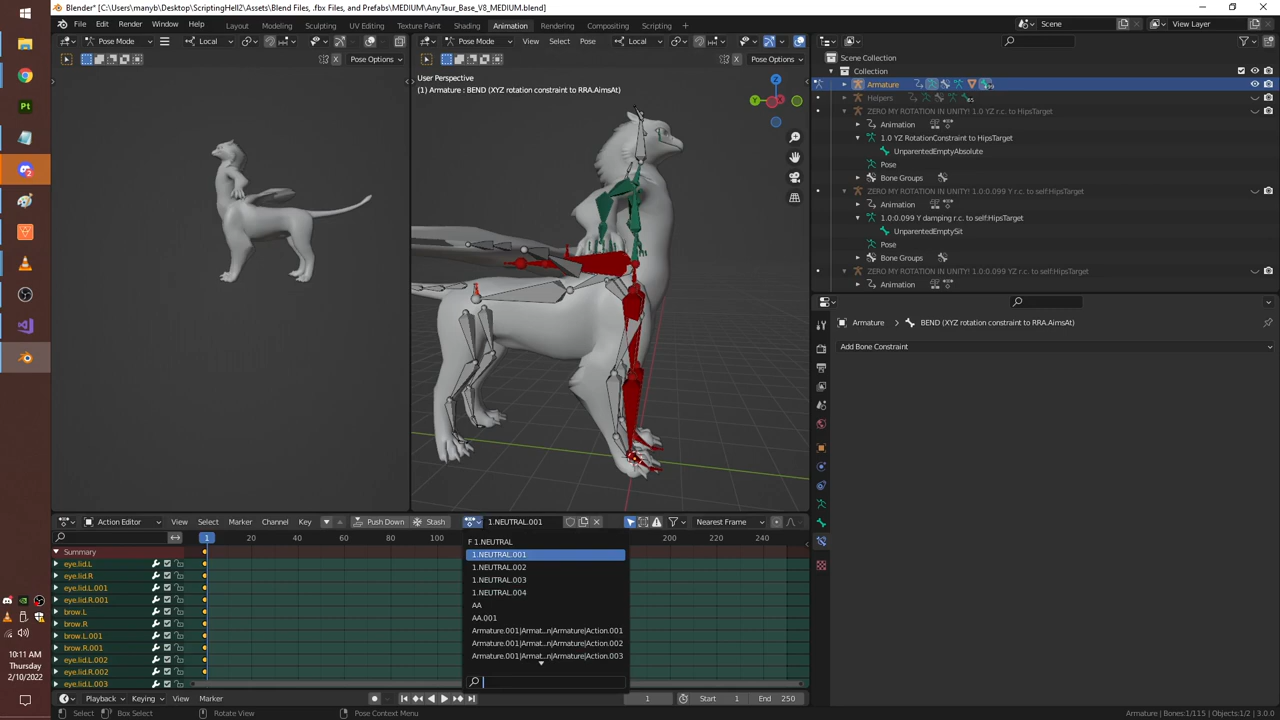 Blender* [C:\Users\manyb\Desktop\ScriptingHell2\Assets\Blend Files, .fbx Files, and Prefabs\MEDIUM\AnyTaur_Base_V8_MEDIUM.blend]
File Edit Render Window Help Layout Modeling Sculpting UV Editing Texture Paint Shading Animation Rendering Compositing Scripting Scene View Layer
Pose Mode Local Pose Mode View Select Pose Local
Pose Options Pose Options
User Perspective
(1) Armature : BEND (XYZ rotation constraint to RRA.AimsAt)
Z
Y
X
Scene Collection
Collection
Armature
Helpers
ZERO MY ROTATION IN UNITY! 1.0 YZ r.c. to HipsTarget
Animation
1.0 YZ RotationConstraint to HipsTarget
UnparentedEmptyAbsolute
Pose
Bone Groups
ZERO MY ROTATION IN UNITY! 1.0:0.099 Y r.c. to self:HipsTarget
Animation
1.0:0.099 Y damping r.c. to self:HipsTarget
UnparentedEmptySit
Pose
Bone Groups
ZERO MY ROTATION IN UNITY! 1.0:0.099 YZ r.c. to self:HipsTarget
Animation
Armature BEND (XYZ rotation constraint to RRA.AimsAt)
Add Bone Constraint
Action Editor View Select Marker Channel Key Push Down Stash 1.NEUTRAL.001 Nearest Frame
1 20 40 60 80 100 200 220 240
Summary
eye.lid.L
eye.lid.R
eye.lid.L.001
eye.lid.R.001
brow.L
brow.R
brow.L.001
brow.R.001
eye.lid.L.002
eye.lid.R.002
eye.lid.L.003
F 1.NEUTRAL
1.NEUTRAL.001
1.NEUTRAL.002
1.NEUTRAL.003
1.NEUTRAL.004
AA
AA.001
Armature.001|Armat...n|Armature|Action.001
Armature.001|Armat...n|Armature|Action.002
Armature.001|Armat...n|Armature|Action.003
Playback Keying View Marker 1 Start 1 End 250
Select Box Select Rotate View Pose Context Menu Armature | Bones:1/115 | Objects:1/2 | 3.0.0
Pt
10:11 AM
Thursday
2/10/2022